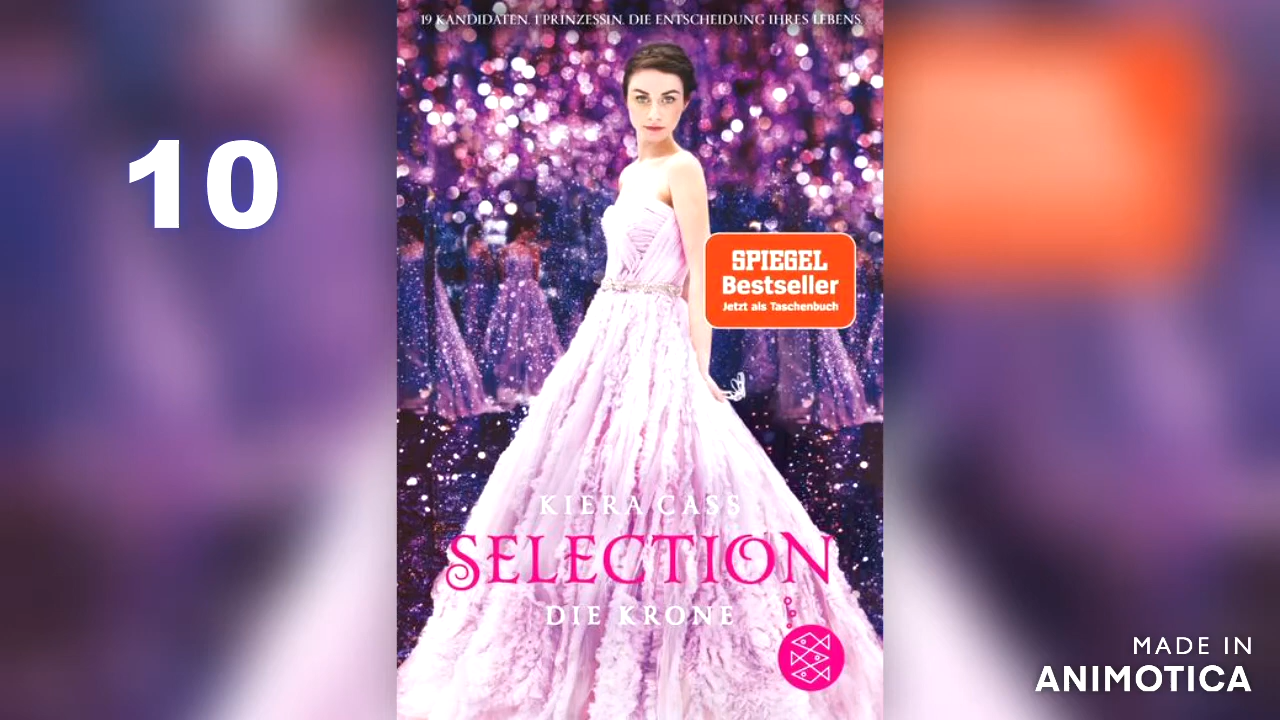 19 KANDIDATEN. 1 PRINZESSIN. DIE ENTSCHEIDUNG IHRES LEBENS.
10
SPIEGEL
Bestseller
Jetzt als Taschenbuch
KIERA CASS
SELECTION
DIE KRONE
MADE IN
ANIMOTICA